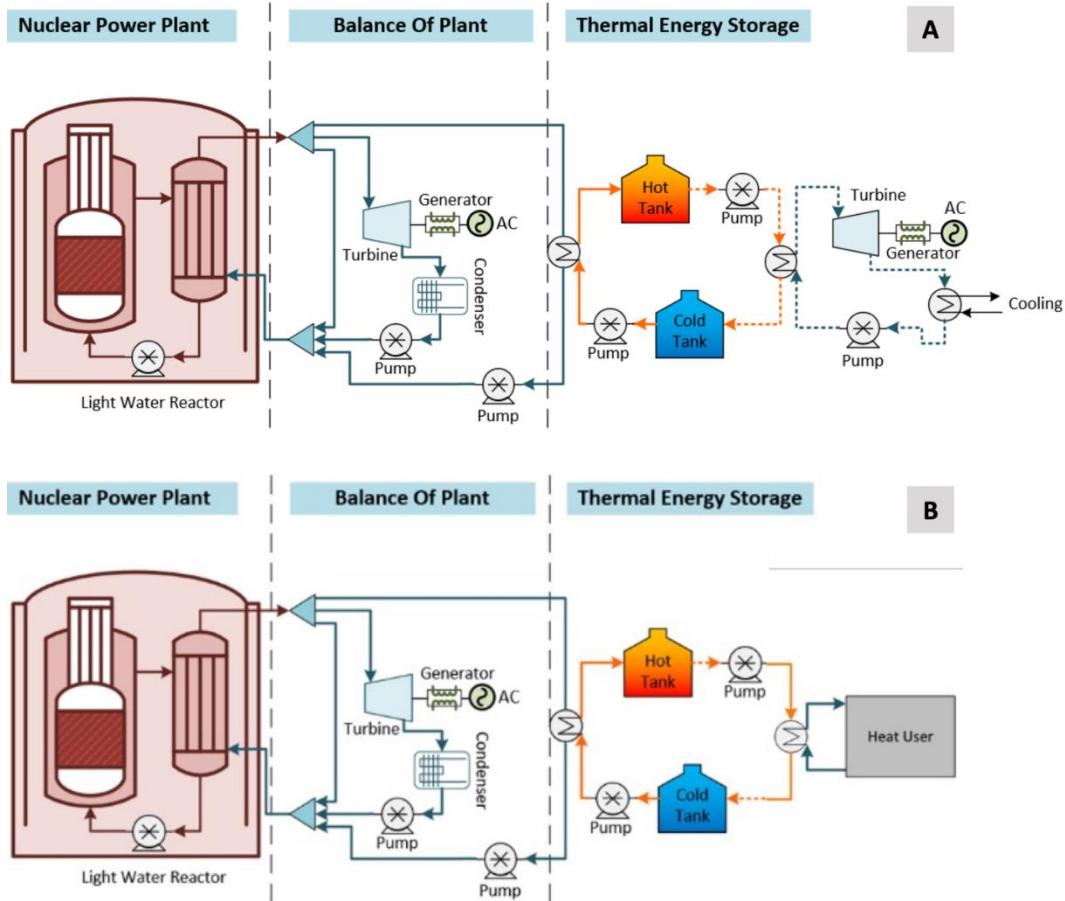 Nuclear Power Plant
Balance Of Plant
Thermal Energy Storage
A
Hot
Tank
Pump
Turbine
Generator
AC
Generator
AC
Turbine
Condenser
Cooling
Cold
Tank
Pump
Pump
Pump
Pump
Light Water Reactor
Nuclear Power Plant
Balance Of Plant
Thermal Energy Storage
B
Hot
Tank
Pump
Generator
AC
Turbine
Condenser
Heat User
Cold
Tank
Pump
Pump
Pump
Light Water Reactor